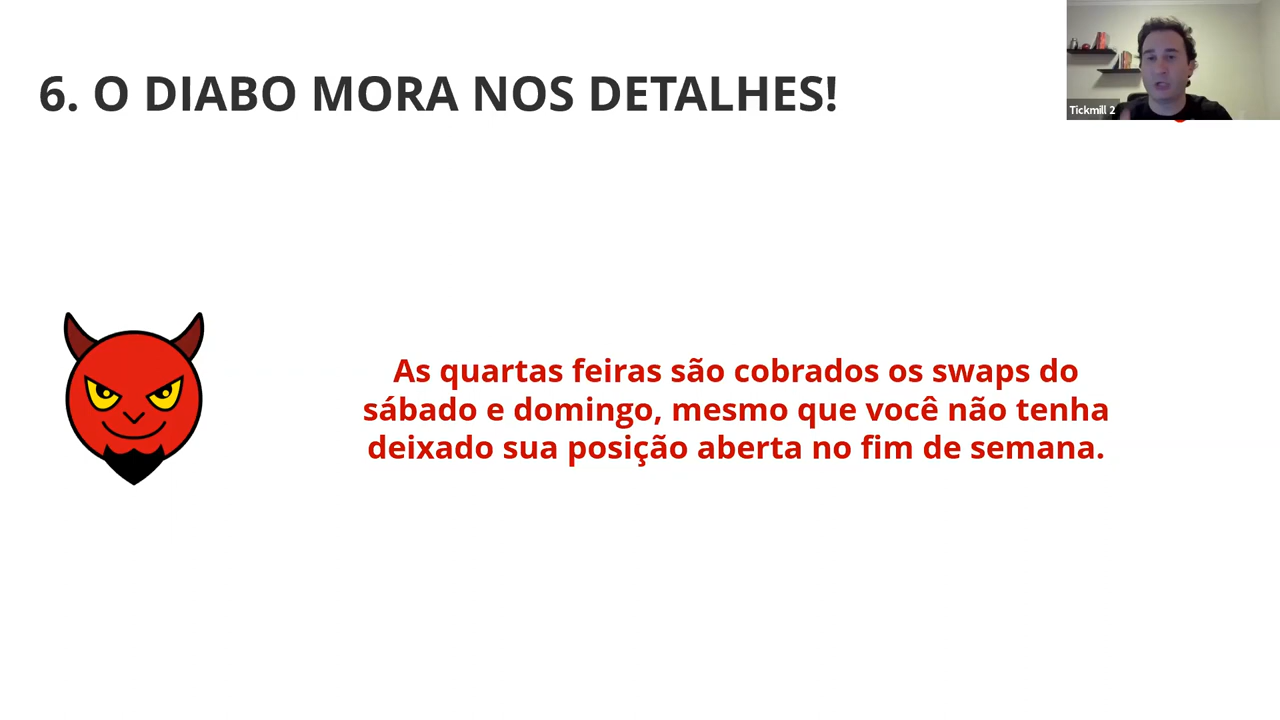 6. O DIABO MORA NOS DETALHES!
Tickmill 2
As quartas feiras são cobrados os swaps do
sábado e domingo, mesmo que você não tenha
deixado sua posição aberta no fim de semana.